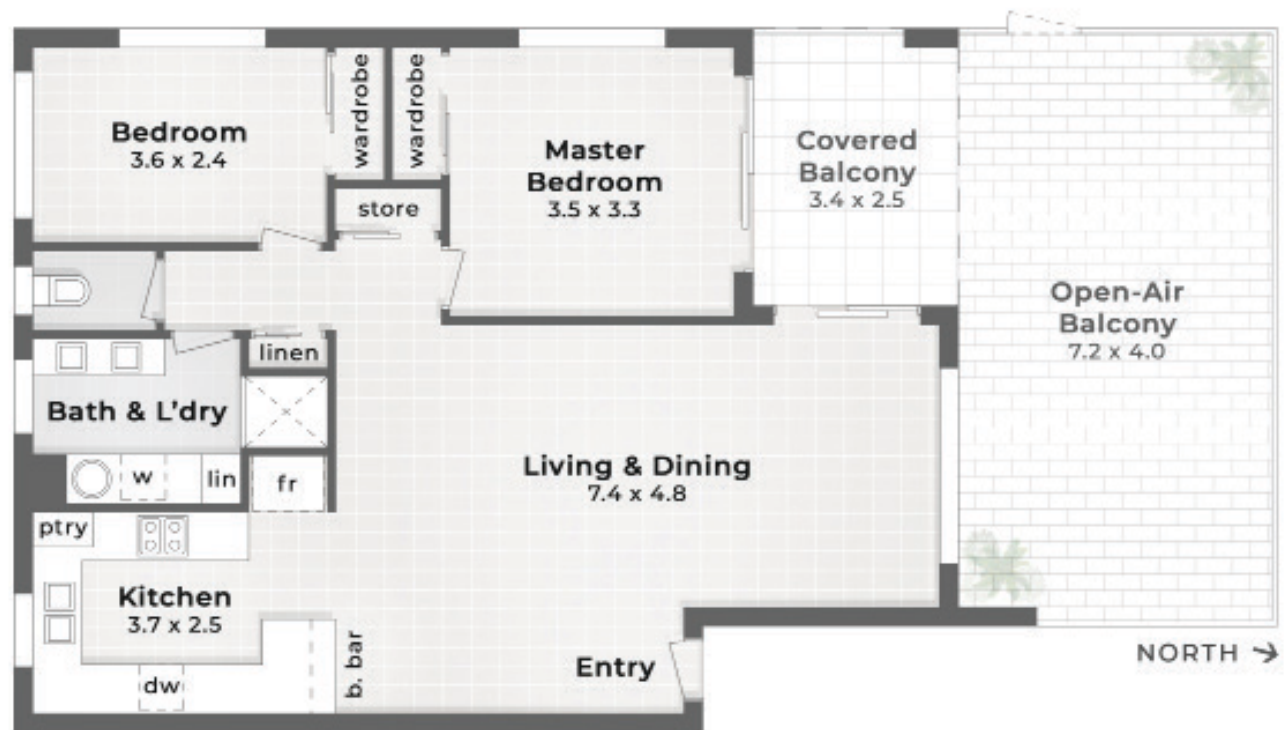 Bedroom
3.6 x 2.4
wardrobe
wardrobe
store
Master
Bedroom
3.5 x 3.3
Covered
Balcony
3.4 x 2.5
Open-Air
Balcony
7.2 x 4.0
linen
Bath & L'dry
w
lin
fr
Living & Dining
7.4 x 4.8
ptry
Kitchen
3.7 x 2.5
dw
b. bar
Entry
NORTH